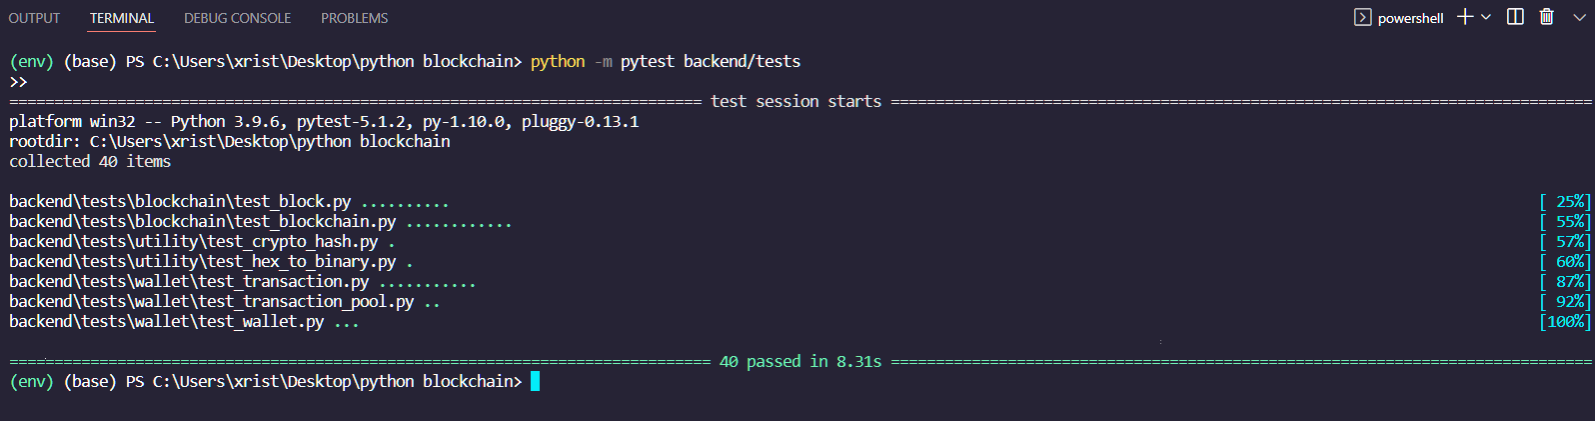 OUTPUT TERMINAL DEBUG CONSOLE PROBLEMS powershell
(env) (base) PS C:\Users\xrist\Desktop\python blockchain> python -m pytest backend/tests
>>
============================================================================= test session starts ==============================================================================
platform win32 -- Python 3.9.6, pytest-5.1.2, py-1.10.0, pluggy-0.13.1
rootdir: C:\Users\xrist\Desktop\python blockchain
collected 40 items
backend\tests\blockchain\test_block.py .......... [ 25%]
backend\tests\blockchain\test_blockchain.py ............ [ 55%]
backend\tests\utility\test_crypto_hash.py . [ 57%]
backend\tests\utility\test_hex_to_binary.py . [ 60%]
backend\tests\wallet\test_transaction.py ........... [ 87%]
backend\tests\wallet\test_transaction_pool.py .. [ 92%]
backend\tests\wallet\test_wallet.py ... [100%]
============================================================================== 40 passed in 8.31s ==============================================================================
(env) (base) PS C:\Users\xrist\Desktop\python blockchain>